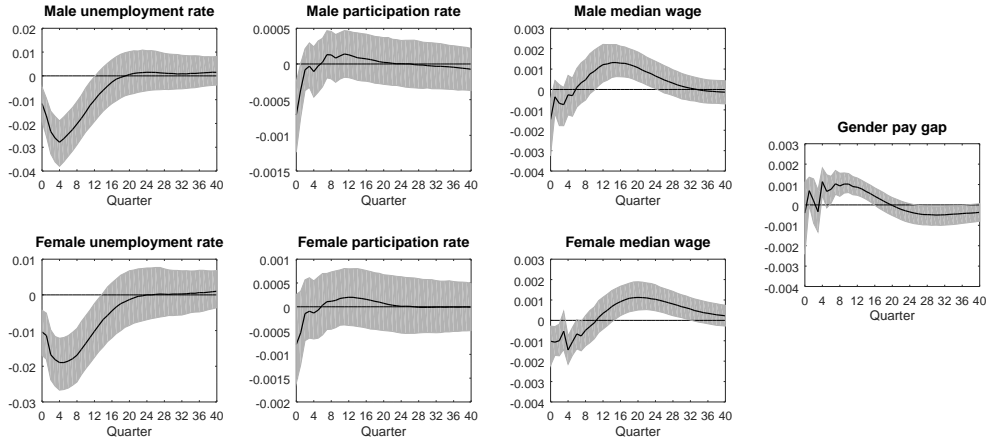 Male unemployment rate
0.02
0.01
0
-0.01
-0.02
-0.03
-0.04
0 4 8 12 16 20 24 28 32 36 40
Quarter
Male participation rate
0.0005
0
-0.0005
-0.001
-0.0015
0 4 8 12 16 20 24 28 32 36 40
Quarter
Male median wage
0.003
0.002
0.001
0
-0.001
-0.002
-0.003
-0.004
0 4 8 12 16 20 24 28 32 36 40
Quarter
Gender pay gap
0.003
0.002
0.001
0
-0.001
-0.002
-0.003
-0.004
0 4 8 12 16 20 24 28 32 36 40
Quarter
Female unemployment rate
0.01
0
-0.01
-0.02
-0.03
0 4 8 12 16 20 24 28 32 36 40
Quarter
Female participation rate
0.001
0.0005
0
-0.0005
-0.001
-0.0015
-0.002
0 4 8 12 16 20 24 28 32 36 40
Quarter
Female median wage
0.003
0.002
0.001
0
-0.001
-0.002
-0.003
-0.004
0 4 8 12 16 20 24 28 32 36 40
Quarter